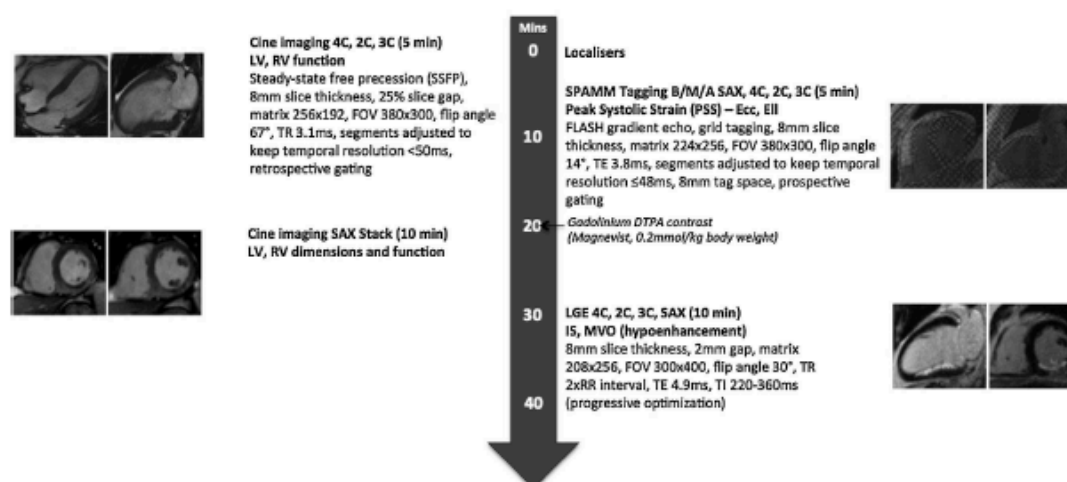 Mins
0
10
20
30
40
Cine imaging 4C, 2C, 3C (5 min)
LV, RV function
Steady-state free precession (SSFP),
8mm slice thickness, 25% slice gap,
matrix 256x192, FOV 380x300, flip angle
67°, TR 3.1ms, segments adjusted to
keep temporal resolution <50ms,
retrospective gating
Localisers
SPAMM Tagging B/M/A SAX, 4C, 2C, 3C (5 min)
Peak Systolic Strain (PSS) – Ecc, Ell
FLASH gradient echo, grid tagging, 8mm slice
thickness, matrix 224x256, FOV 380x300, flip angle
14°, TE 3.8ms, segments adjusted to keep temporal
resolution ≤48ms, 8mm tag space, prospective
gating
Gadolinium DTPA contrast
(Magnevist, 0.2mmol/kg body weight)
Cine imaging SAX Stack (10 min)
LV, RV dimensions and function
LGE 4C, 2C, 3C, SAX (10 min)
IS, MVO (hypoenhancement)
8mm slice thickness, 2mm gap, matrix
208x256, FOV 300x400, flip angle 30°, TR
2xRR interval, TE 4.9ms, TI 220-360ms
(progressive optimization)